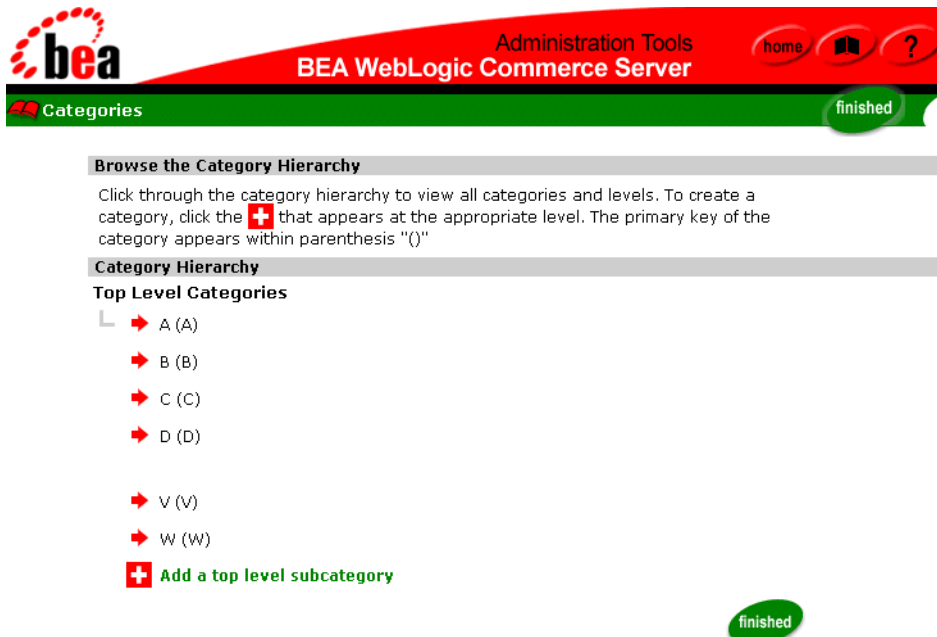 bea
Administration Tools
BEA WebLogic Commerce Server
home
?
Categories
finished
Browse the Category Hierarchy
Click through the category hierarchy to view all categories and levels. To create a
category, click the + that appears at the appropriate level. The primary key of the
category appears within parenthesis "()"
Category Hierarchy
Top Level Categories
A (A)
B (B)
C (C)
D (D)
V (V)
W (W)
+ Add a top level subcategory
finished